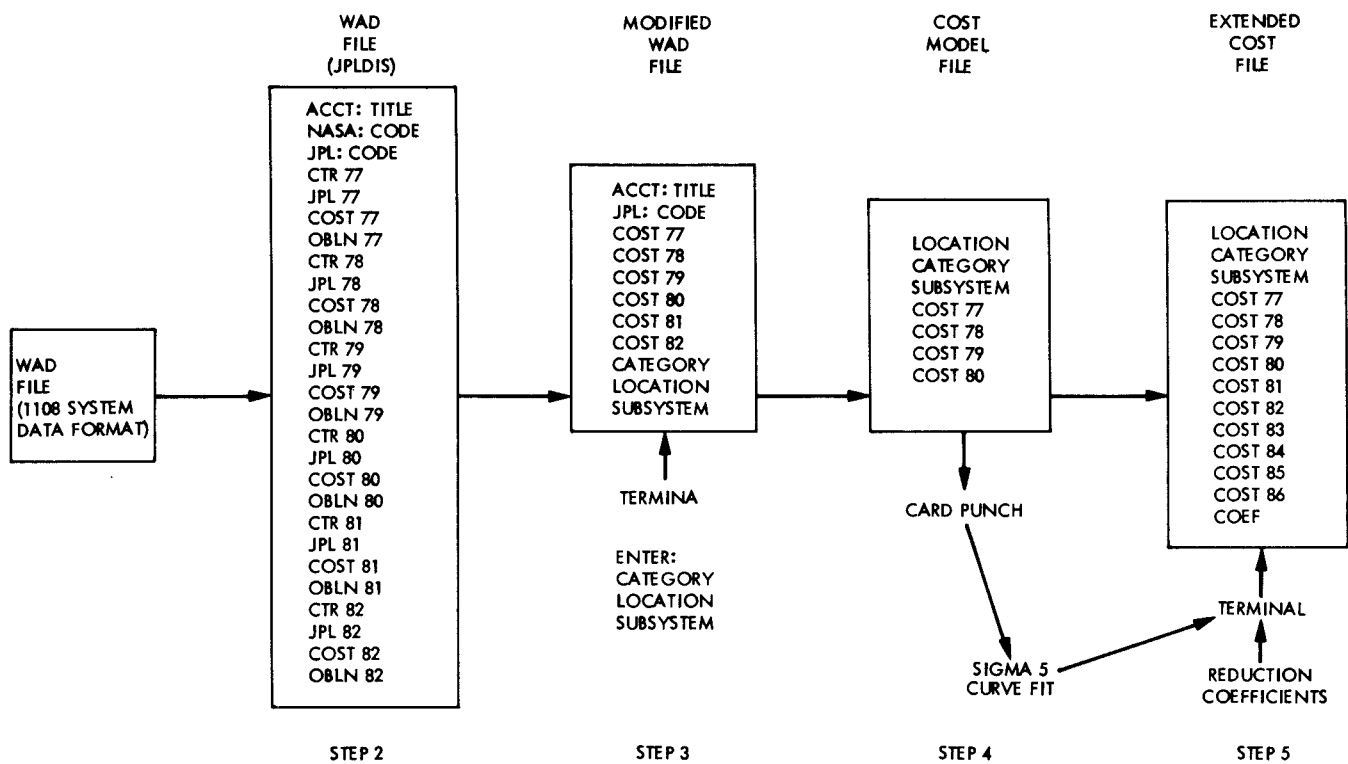 WAD
FILE
(1108 SYSTEM
DATA FORMAT)
WAD
FILE
(JPLDIS)
ACCT: TITLE
NASA: CODE
JPL: CODE
CTR 77
JPL 77
COST 77
OBLN 77
CTR 78
JPL 78
COST 78
OBLN 78
CTR 79
JPL 79
COST 79
OBLN 79
CTR 80
JPL 80
COST 80
OBLN 80
CTR 81
JPL 81
COST 81
OBLN 81
CTR 82
JPL 82
COST 82
OBLN 82
STEP 2
MODIFIED
WAD
FILE
ACCT: TITLE
JPL: CODE
COST 77
COST 78
COST 79
COST 80
COST 81
COST 82
CATEGORY
LOCATION
SUBSYSTEM
TERMINA
ENTER:
CATEGORY
LOCATION
SUBSYSTEM
STEP 3
COST
MODEL
FILE
LOCATION
CATEGORY
SUBSYSTEM
COST 77
COST 78
COST 79
COST 80
CARD PUNCH
SIGMA 5
CURVE FIT
STEP 4
EXTENDED
COST
FILE
LOCATION
CATEGORY
SUBSYSTEM
COST 77
COST 78
COST 79
COST 80
COST 81
COST 82
COST 83
COST 84
COST 85
COST 86
COEF
TERMINAL
REDUCTION
COEFFICIENTS
STEP 5